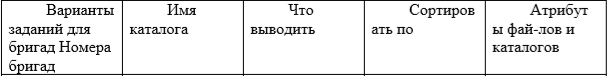 Варианты
заданий для
бригад Номера
бригад
Имя
каталога
Что
выводить
Сортиров
ать по
Атрибут
ы фай-лов и
каталогов